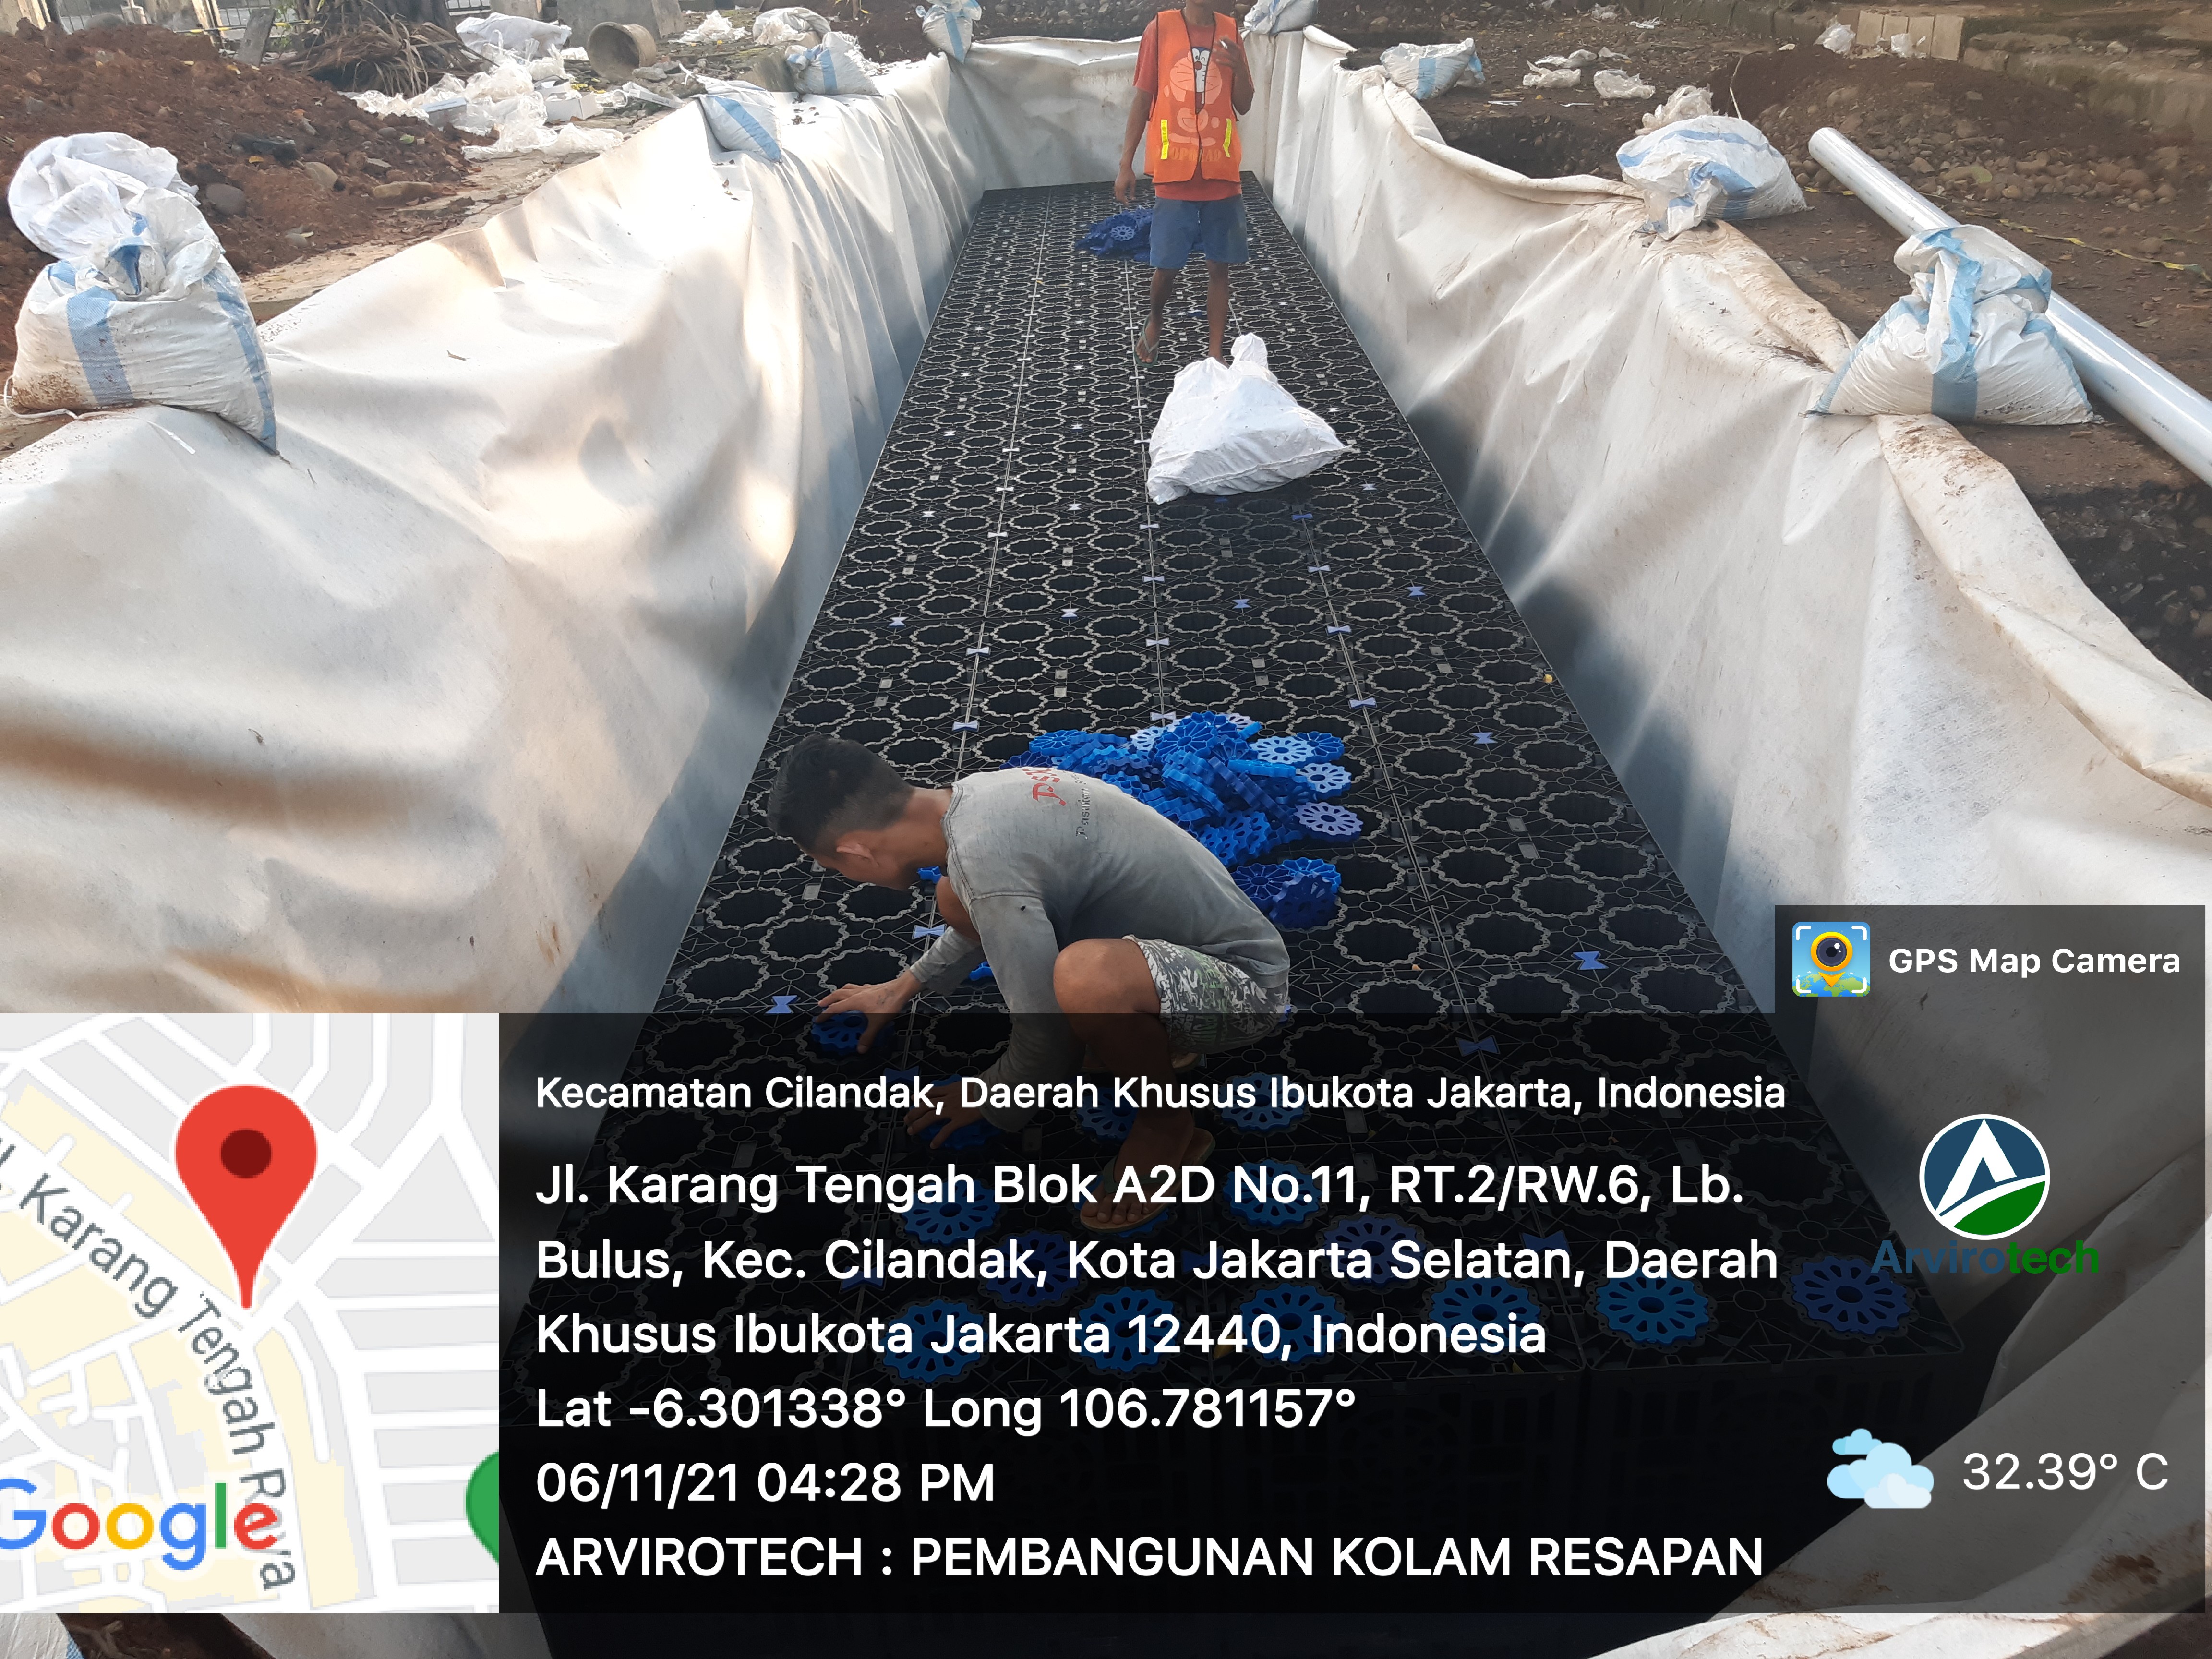 GPS Map Camera
Kecamatan Cilandak, Daerah Khusus Ibukota Jakarta, Indonesia
Jl. Karang Tengah Blok A2D No.11, RT.2/RW.6, Lb.
Bulus, Kec. Cilandak, Kota Jakarta Selatan, Daerah
Khusus Ibukota Jakarta 12440, Indonesia
Lat -6.301338° Long 106.781157°
06/11/21 04:28 PM
ARVIROTECH : PEMBANGUNAN KOLAM RESAPAN
Arvirotech
32.39° C
Karang Tengah Raya
Google